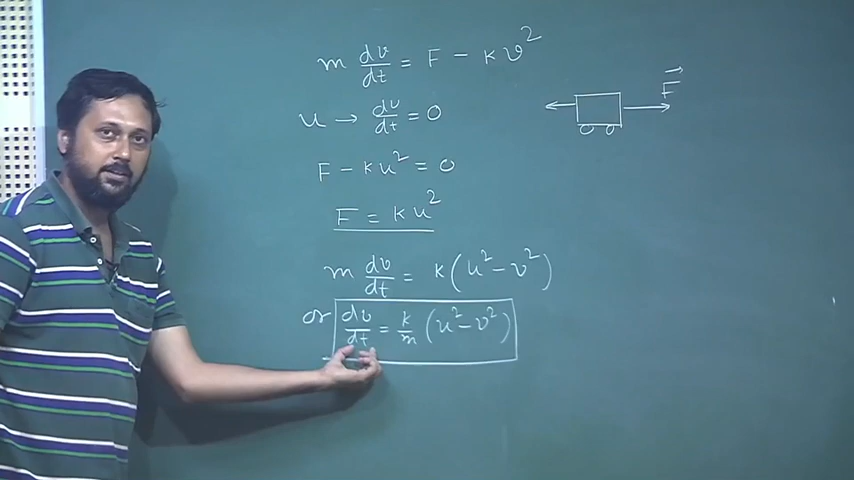 m dv/dt = F - kv²
u → dv/dt = 0
F - ku² = 0
F = ku²
m dv/dt = k(u² - v²)
or dv/dt = k/m (u² - v²)
F⃗